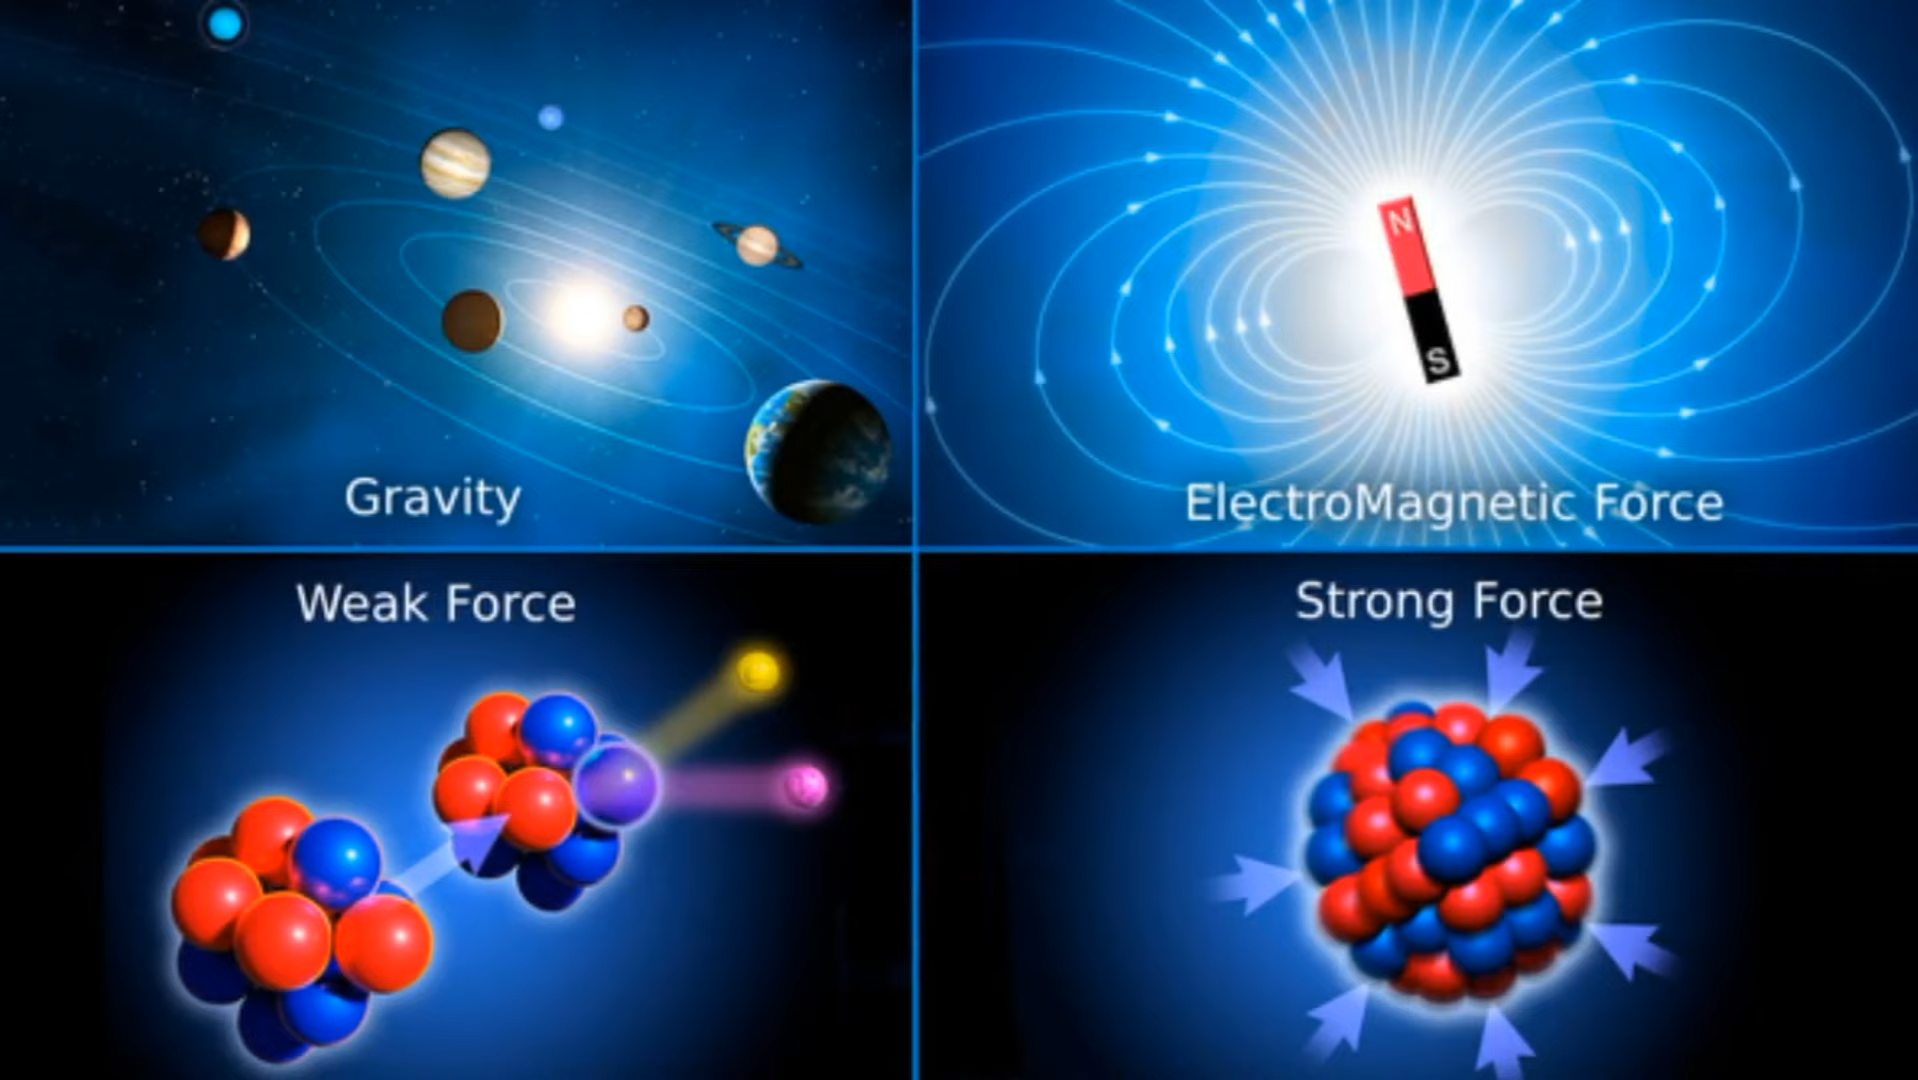 Gravity
N
S
ElectroMagnetic Force
Weak Force
Strong Force